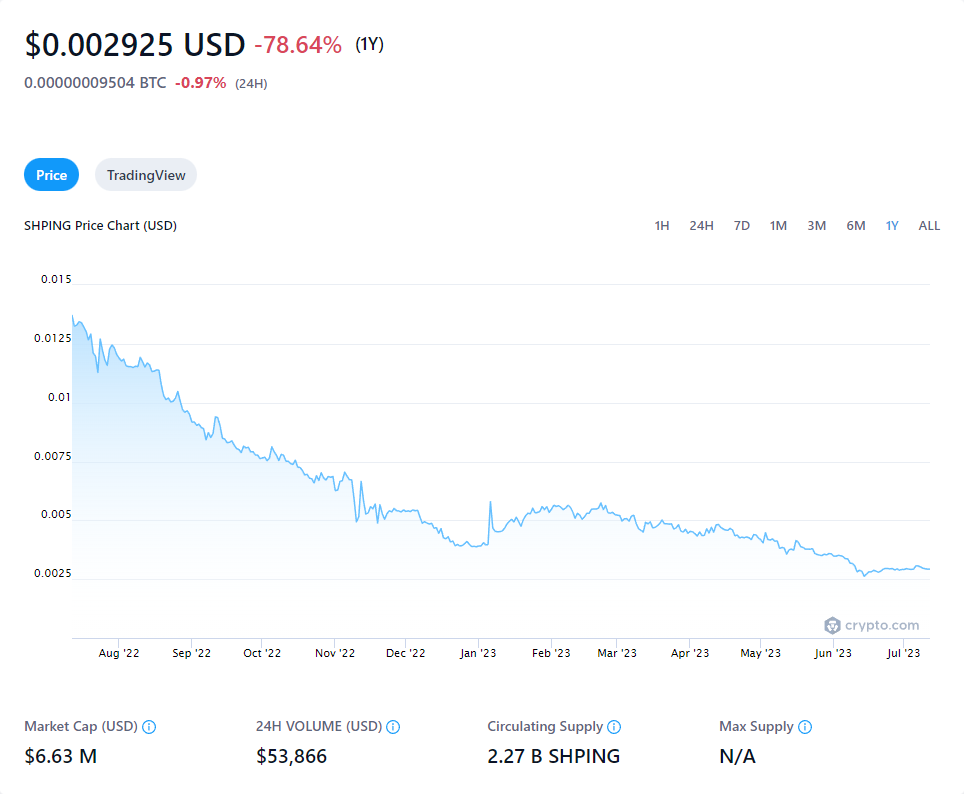 $0.002925 USD -78.64% (1Y)
0.00000009504 BTC -0.97% (24H)
Price TradingView
SHPING Price Chart (USD) 1H 24H 7D 1M 3M 6M 1Y ALL
0.015
0.0125
0.01
0.0075
0.005
0.0025
crypto.com
Aug '22 Sep '22 Oct '22 Nov '22 Dec '22 Jan '23 Feb '23 Mar '23 Apr '23 May '23 Jun '23 Jul '23
Market Cap (USD) 24H VOLUME (USD) Circulating Supply Max Supply
$6.63 M $53,866 2.27 B SHPING N/A